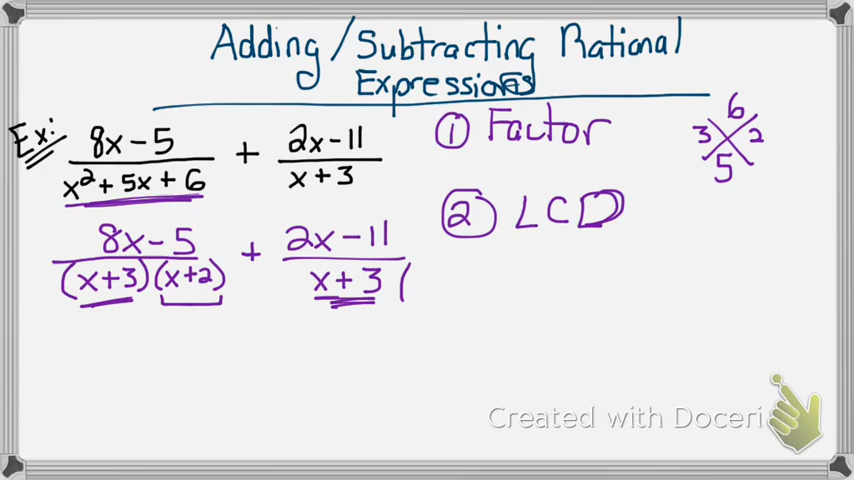 Adding/Subtracting Rational
Expressions
Ex: (8x-5)/(x²+5x+6) + (2x-11)/(x+3)
① Factor
6
3 2
5
② LCD
(8x-5)/((x+3)(x+2)) + (2x-11)/(x+3 (
Created with Doceri